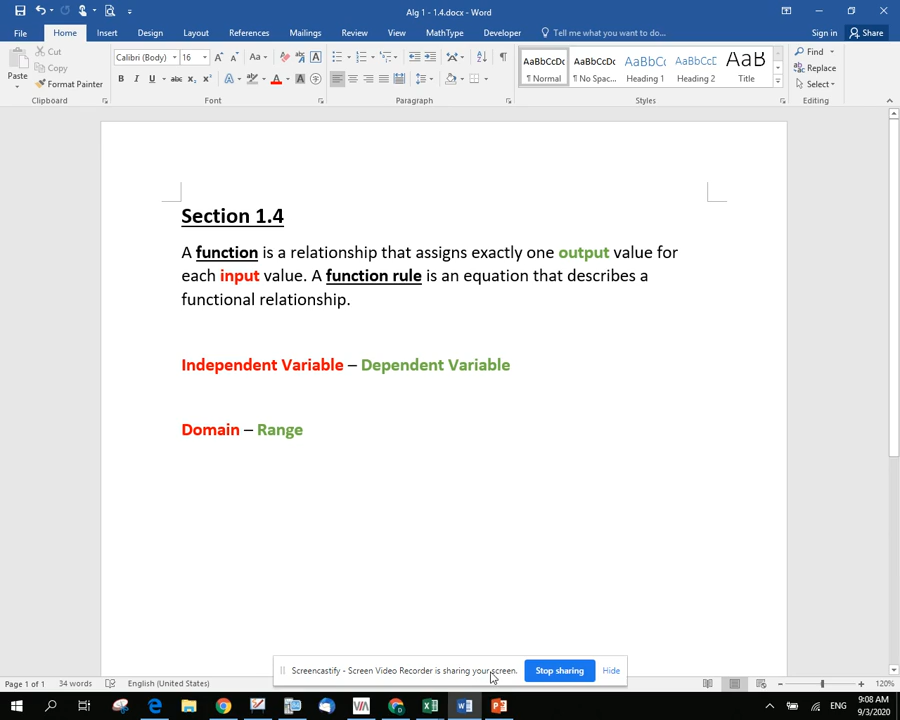 Alg 1 - 1.4.docx - Word
File Home Insert Design Layout References Mailings Review View MathType Developer Tell me what you want to do... Sign in Share
Paste Cut Copy Format Painter
Calibri (Body) 16
AaBbCcDc AaBbCcDc AaBbCc AaBbCcE AaB
¶ Normal ¶ No Spac... Heading 1 Heading 2 Title
Find Replace Select
Clipboard Font Paragraph Styles Editing
Section 1.4
A function is a relationship that assigns exactly one output value for
each input value. A function rule is an equation that describes a
functional relationship.
Independent Variable – Dependent Variable
Domain – Range
Screencastify - Screen Video Recorder is sharing your screen. Stop sharing Hide
Page 1 of 1 34 words English (United States) 120%
ENG 9:08 AM
9/3/2020